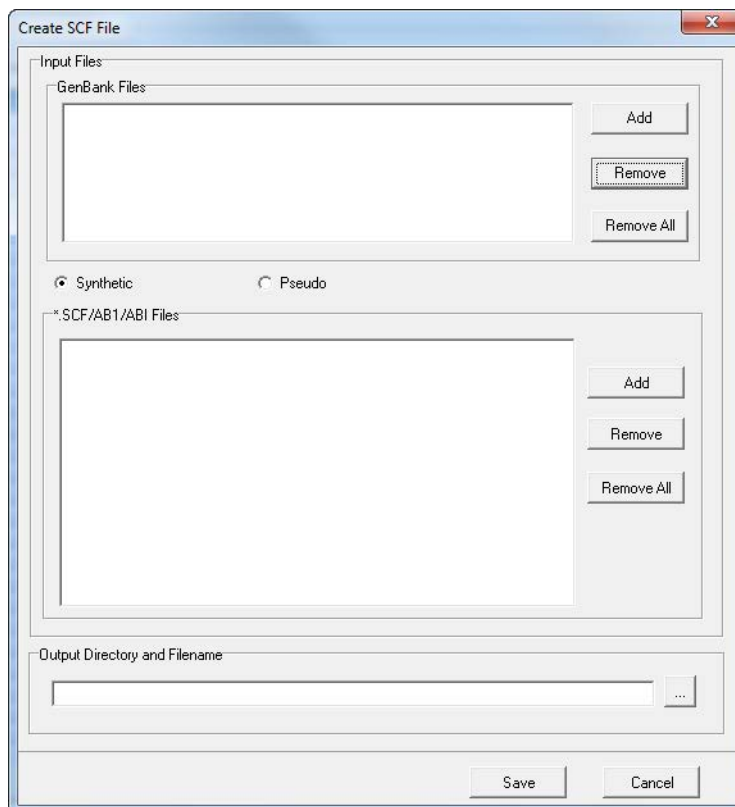 Create SCF File
Input Files
GenBank Files
Add
Remove
Remove All
Synthetic Pseudo
*.SCF/AB1/ABI Files
Add
Remove
Remove All
Output Directory and Filename
...
Save Cancel